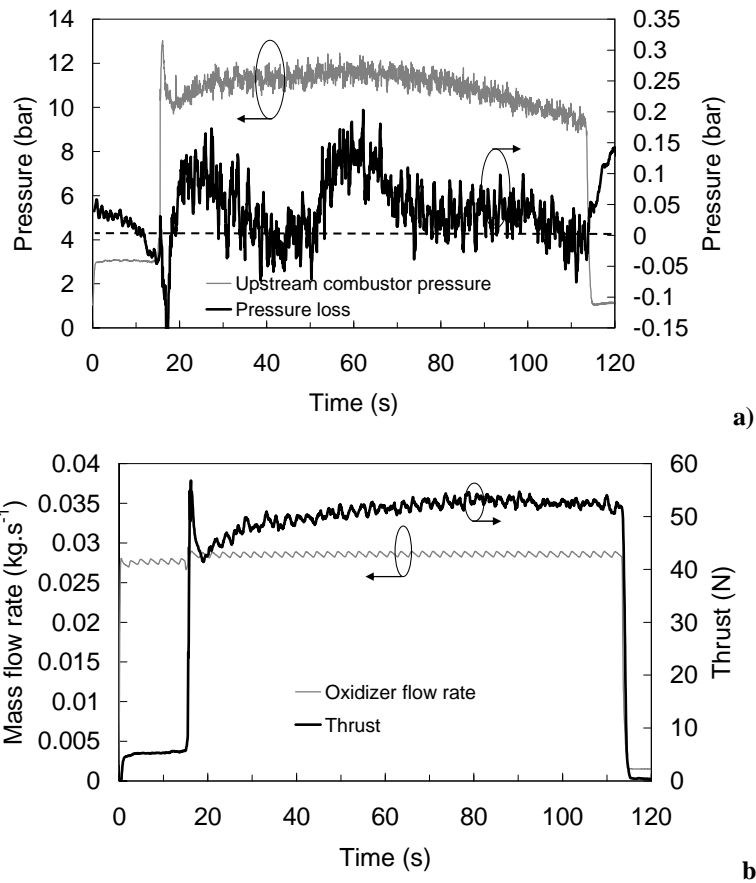 14 0.35
12 0.3
0.25
10 0.2
8 0.15
0.1
6 0.05
4 0
2 -0.05
-0.1
0 -0.15
Pressure (bar)
Pressure (bar)
Upstream combustor pressure
Pressure loss
0 20 40 60 80 100 120
Time (s)
a)
0.04 60
0.035 50
0.03
0.025 40
0.02 30
0.015 20
0.01
0.005 10
0 0
Mass flow rate (kg.s-1)
Thrust (N)
Oxidizer flow rate
Thrust
0 20 40 60 80 100 120
Time (s)
b